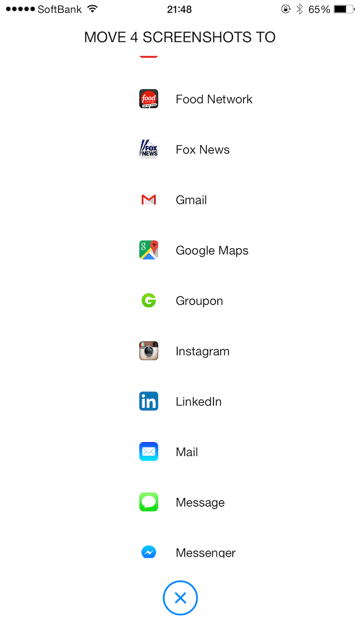 SoftBank 21:48 65%
MOVE 4 SCREENSHOTS TO
food
Food Network
FOX
NEWS
Fox News
Gmail
g
Google Maps
G
Groupon
Instagram
in
LinkedIn
Mail
Message
Messenger